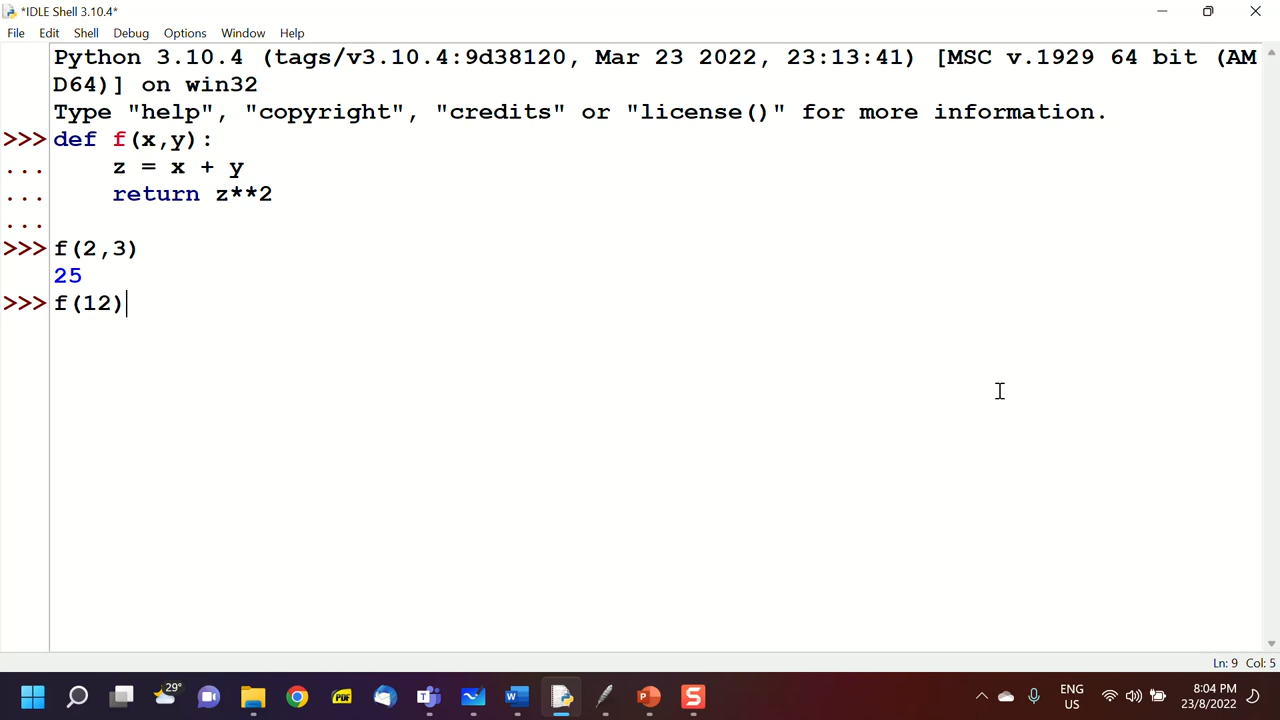 *IDLE Shell 3.10.4*
File Edit Shell Debug Options Window Help
Python 3.10.4 (tags/v3.10.4:9d38120, Mar 23 2022, 23:13:41) [MSC v.1929 64 bit (AM
D64)] on win32
Type "help", "copyright", "credits" or "license()" for more information.
>>> def f(x,y):
... z = x + y
... return z**2
...
>>> f(2,3)
25
>>> f(12)
Ln: 9 Col: 5
29° PDF W P S ENG 8:04 PM
US 23/8/2022